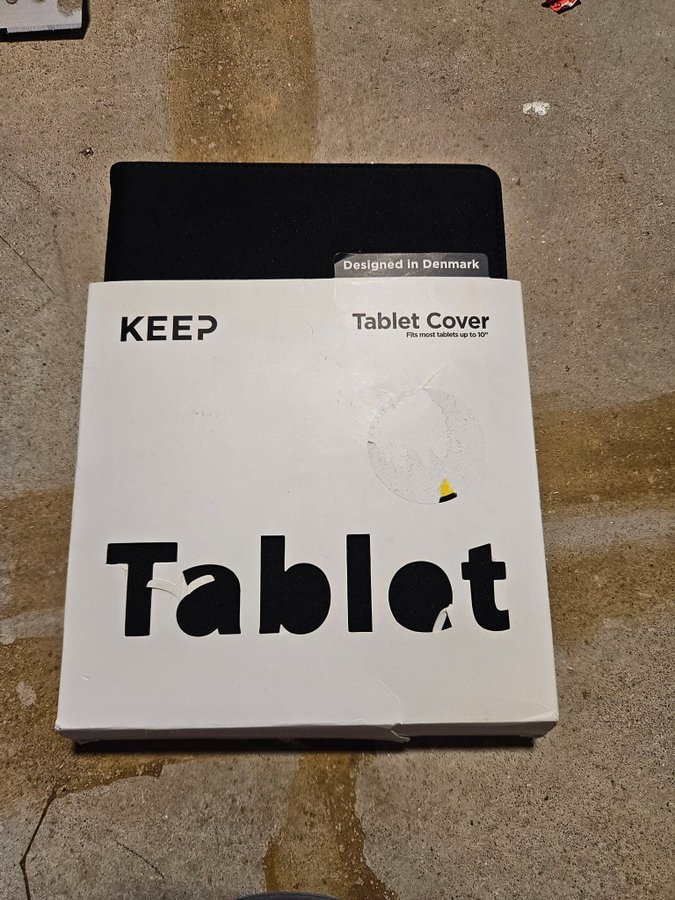 Designed in Denmark
KEEP
Tablet Cover
Fits most tablets up to 10"
Tablet